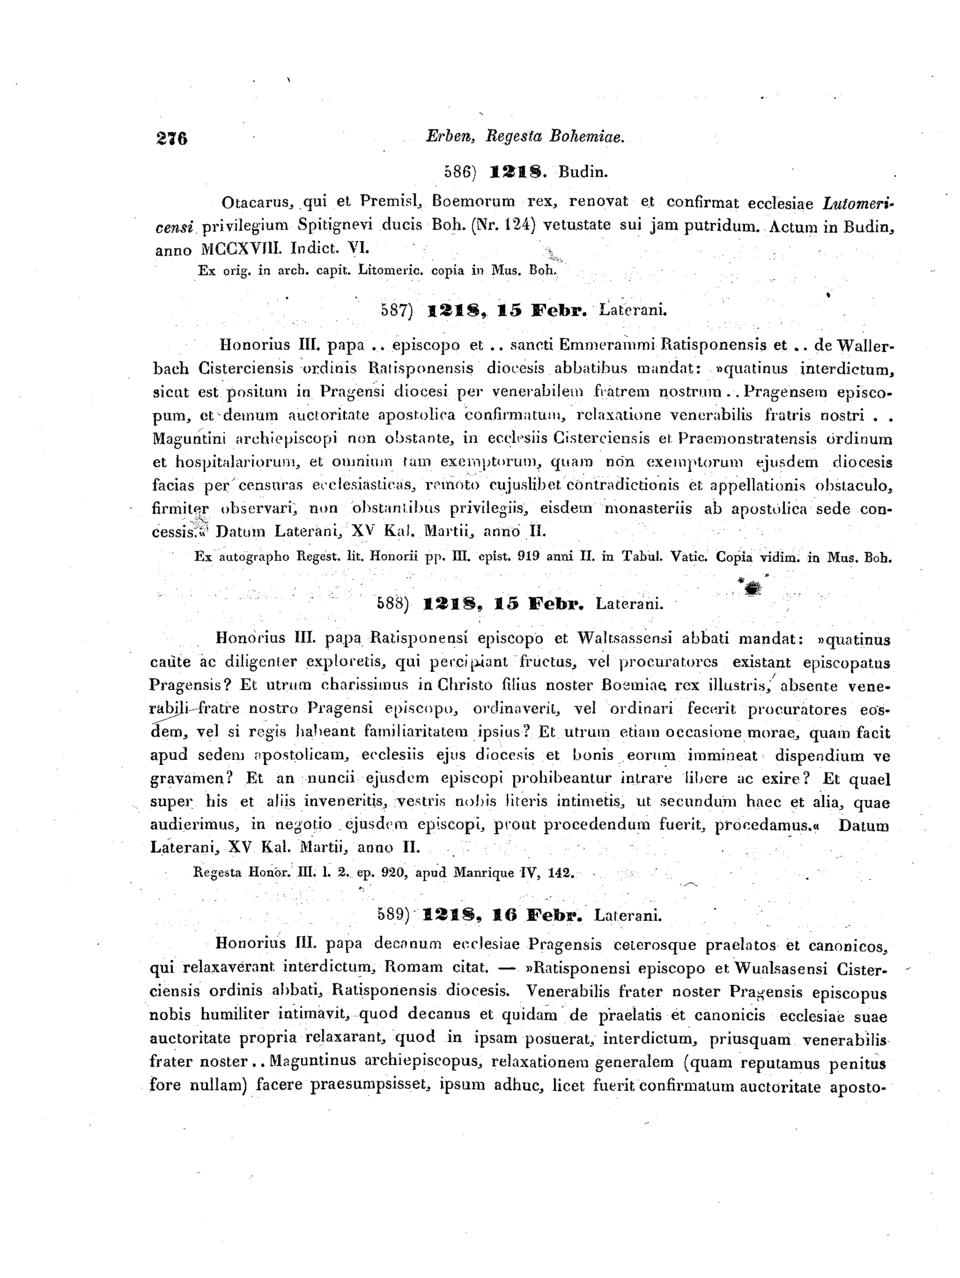 276 Erben, Regesta Bohemiae.
586) 1218. Budin.
Otacarus, qui et Premisl, Boemorum rex, renovat et confirmat ecclesiae Lutomeri-
censi privilegium Spitignevi ducis Boh. (Nr. 124) vetustate sui jam putridum. Actum in Budin,
anno MCCXVIII. Indict. VI.
Ex orig. in arch. capit. Litomeric. copia in Mus. Boh.
587) 1218, 15 Febr. Laterani.
Honorius III. papa .. episcopo et .. sancti Emmerammi Ratisponensis et .. de Waller-
bach Cisterciensis ordinis Ratisponensis diocesis abbatibus mandat: »quatinus interdictum,
sicut est positum in Pragensi diocesi per venerabilem fratrem nostrum .. Pragensem episco-
pum, et demum auctoritate apostolica confirmatum, relaxatione venerabilis fratris nostri . .
Maguntini archiepiscopi non obstante, in ecclesiis Cisterciensis et Praemonstratensis ordinum
et hospitalariorum, et omnium tam exemptorum, quam non exemptorum ejusdem diocesis
facias per censuras ecclesiasticas, remoto cujuslibet contradictionis et appellationis obstaculo,
firmiter observari, non obstantibus privilegiis, eisdem monasteriis ab apostolica sede con-
cessis.« Datum Laterani, XV Kal. Martii, anno II.
Ex autographo Regest. lit. Honorii pp. III. epist. 919 anni II. in Tabul. Vatic. Copia vidim. in Mus. Boh.
588) 1218, 15 Febr. Laterani.
Honorius III. papa Ratisponensi episcopo et Waltsassensi abbati mandat: »quatinus
caute ac diligenter exploretis, qui percipiant fructus, vel procuratores existant episcopatus
Pragensis? Et utrum charissimus in Christo filius noster Boemiae rex illustris, absente vene-
rabili fratre nostro Pragensi episcopo, ordinaverit, vel ordinari fecerit procuratores eos-
dem, vel si regis habeant familiaritatem ipsius? Et utrum etiam occasione morae, quam facit
apud sedem apostolicam, ecclesiis ejus diocesis et bonis eorum immineat dispendium ve
gravamen? Et an nuncii ejusdem episcopi prohibeantur intrare libere ac exire? Et quael
super his et aliis inveneritis, vestris nobis literis intimetis, ut secundum haec et alia, quae
audierimus, in negotio ejusdem episcopi, prout procedendum fuerit, procedamus.« Datum
Laterani, XV Kal. Martii, anno II.
Regesta Honor. III. l. 2. ep. 920, apud Manrique IV, 142.
589) 1218, 16 Febr. Laterani.
Honorius III. papa decanum ecclesiae Pragensis ceterosque praelatos et canonicos,
qui relaxaverant interdictum, Romam citat. — »Ratisponensi episcopo et Wualsasensi Cister-
ciensis ordinis abbati, Ratisponensis diocesis. Venerabilis frater noster Pragensis episcopus
nobis humiliter intimavit, quod decanus et quidam de praelatis et canonicis ecclesiae suae
auctoritate propria relaxarant, quod in ipsam posuerat, interdictum, priusquam venerabilis
frater noster .. Maguntinus archiepiscopus, relaxationem generalem (quam reputamus penitus
fore nullam) facere praesumpsisset, ipsum adhuc, licet fuerit confirmatum auctoritate aposto-